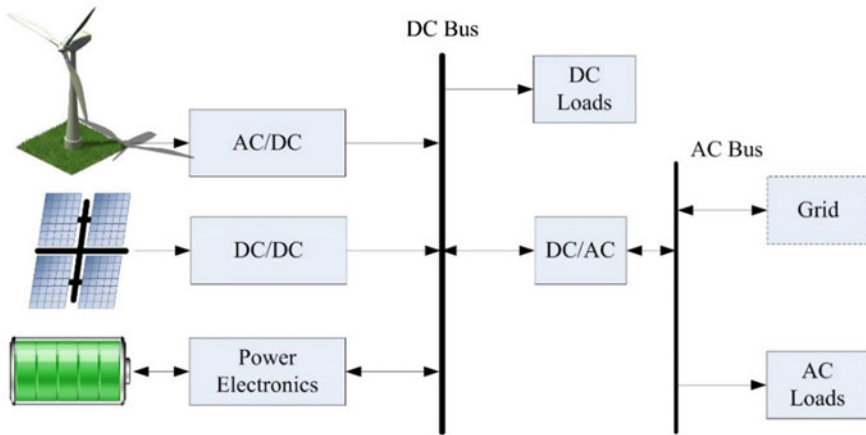 DC Bus
DC
Loads
AC/DC
AC Bus
Grid
DC/DC
DC/AC
Power
Electronics
AC
Loads